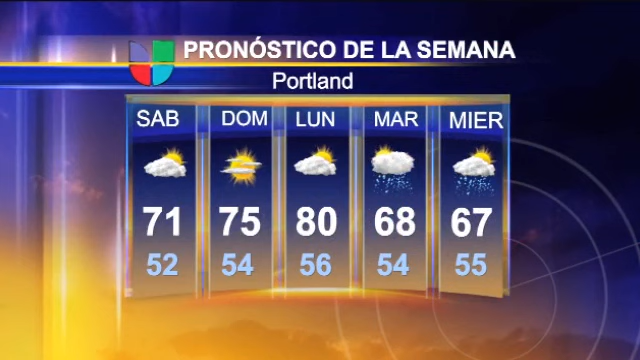 PRONÓSTICO DE LA SEMANA
Portland
SAB DOM LUN MAR MIER
71 75 80 68 67
52 54 56 54 55